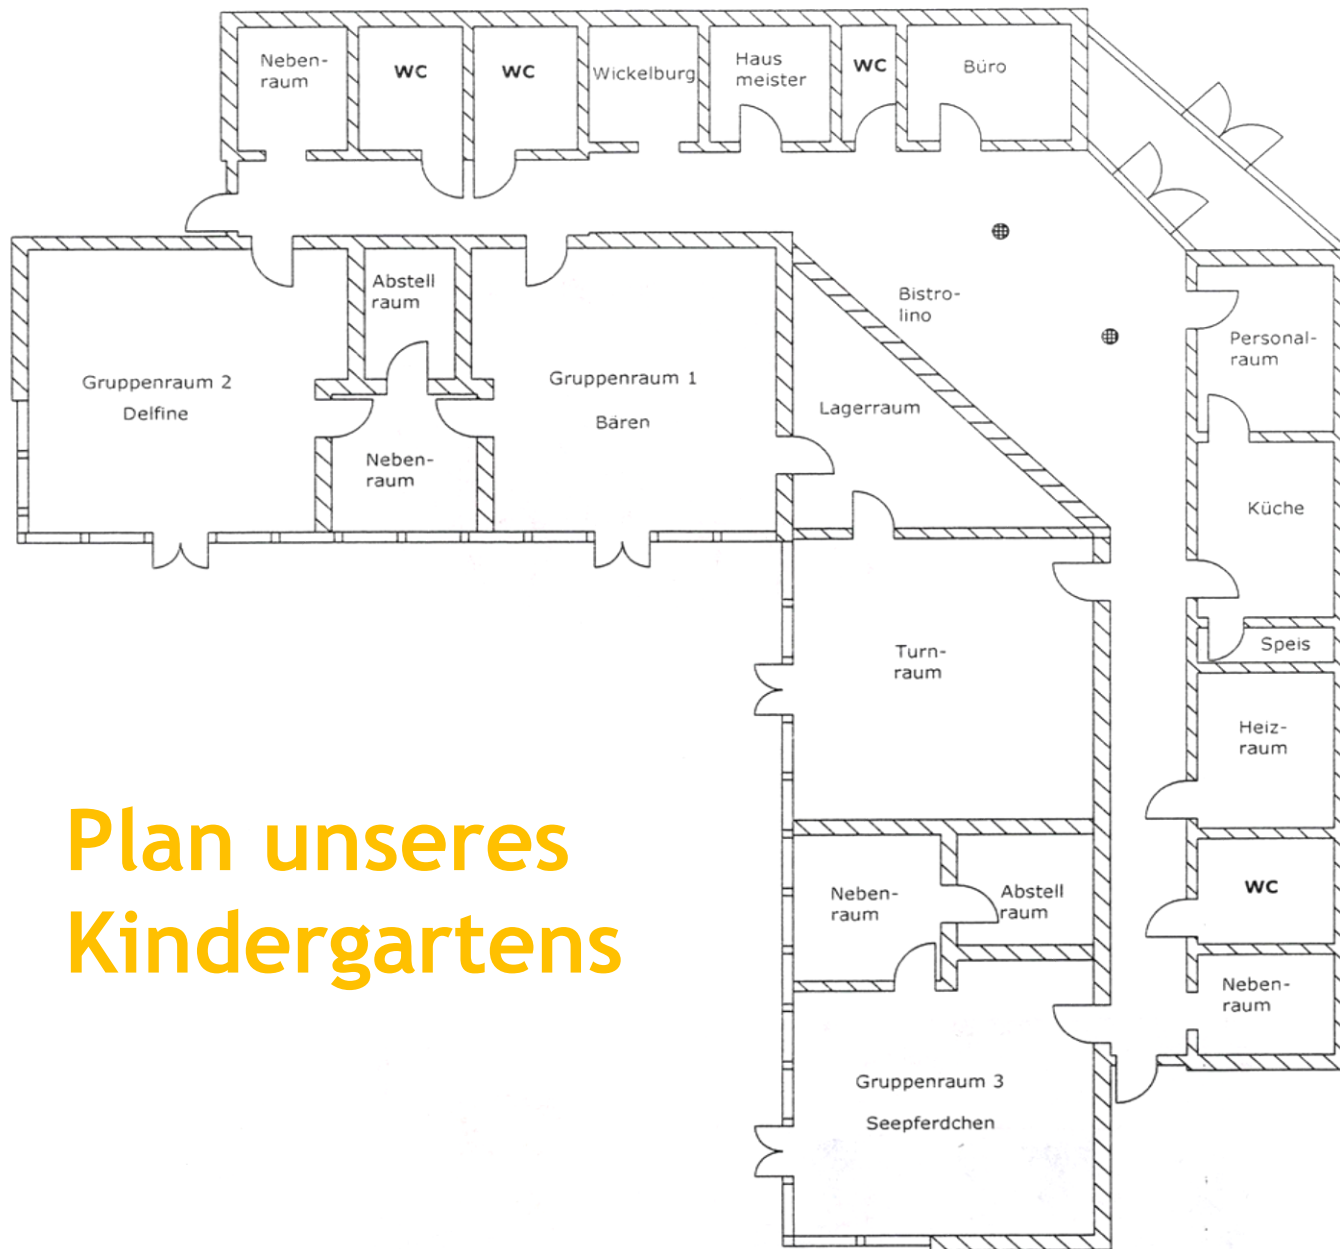 Neben-
raum
WC
WC
Wickelburg
Haus
meister
WC
Büro
Abstell
raum
Gruppenraum 2
Delfine
Neben-
raum
Gruppenraum 1
Bären
Lagerraum
Bistro-
lino
Personal-
raum
Küche
Speis
Turn-
raum
Heiz-
raum
Neben-
raum
Abstell
raum
WC
Neben-
raum
Gruppenraum 3
Seepferdchen
Plan unseres
Kindergartens